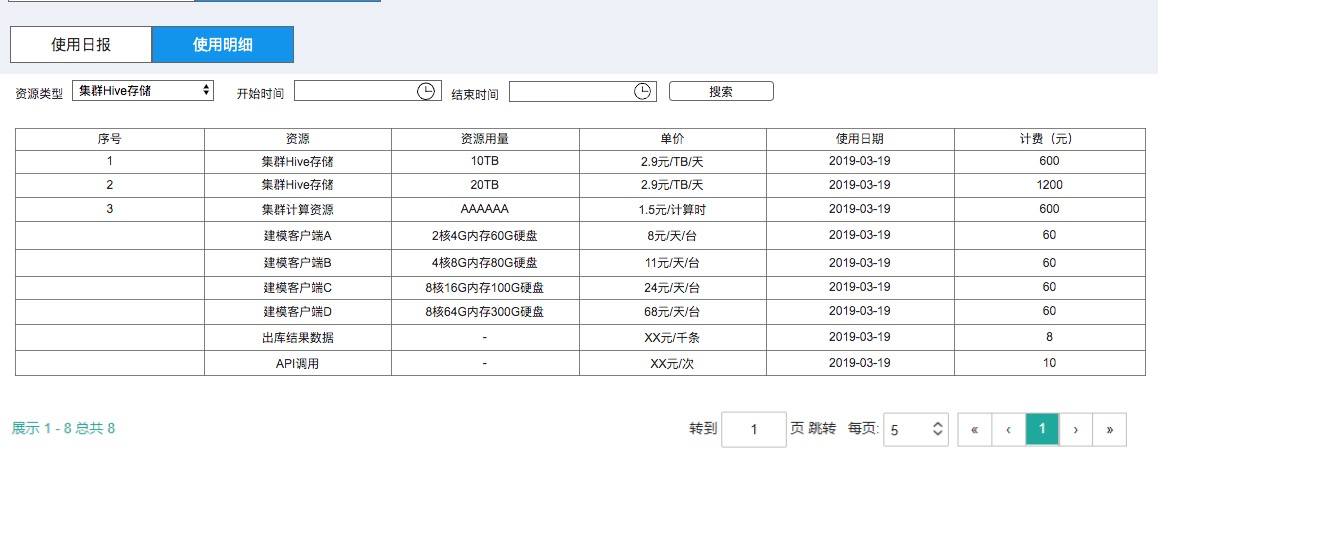 使用日报 使用明细
资源类型 集群Hive存储 开始时间 结束时间 搜索
序号 资源 资源用量 单价 使用日期 计费（元）
1 集群Hive存储 10TB 2.9元/TB/天 2019-03-19 600
2 集群Hive存储 20TB 2.9元/TB/天 2019-03-19 1200
3 集群计算资源 AAAAAA 1.5元/计算时 2019-03-19 600
建模客户端A 2核4G内存60G硬盘 8元/天/台 2019-03-19 60
建模客户端B 4核8G内存80G硬盘 11元/天/台 2019-03-19 60
建模客户端C 8核16G内存100G硬盘 24元/天/台 2019-03-19 60
建模客户端D 8核64G内存300G硬盘 68元/天/台 2019-03-19 60
出库结果数据 - XX元/千条 2019-03-19 8
API调用 - XX元/次 2019-03-19 10
展示 1 - 8 总共 8 转到 1 页 跳转 每页: 5 « ‹ 1 › »